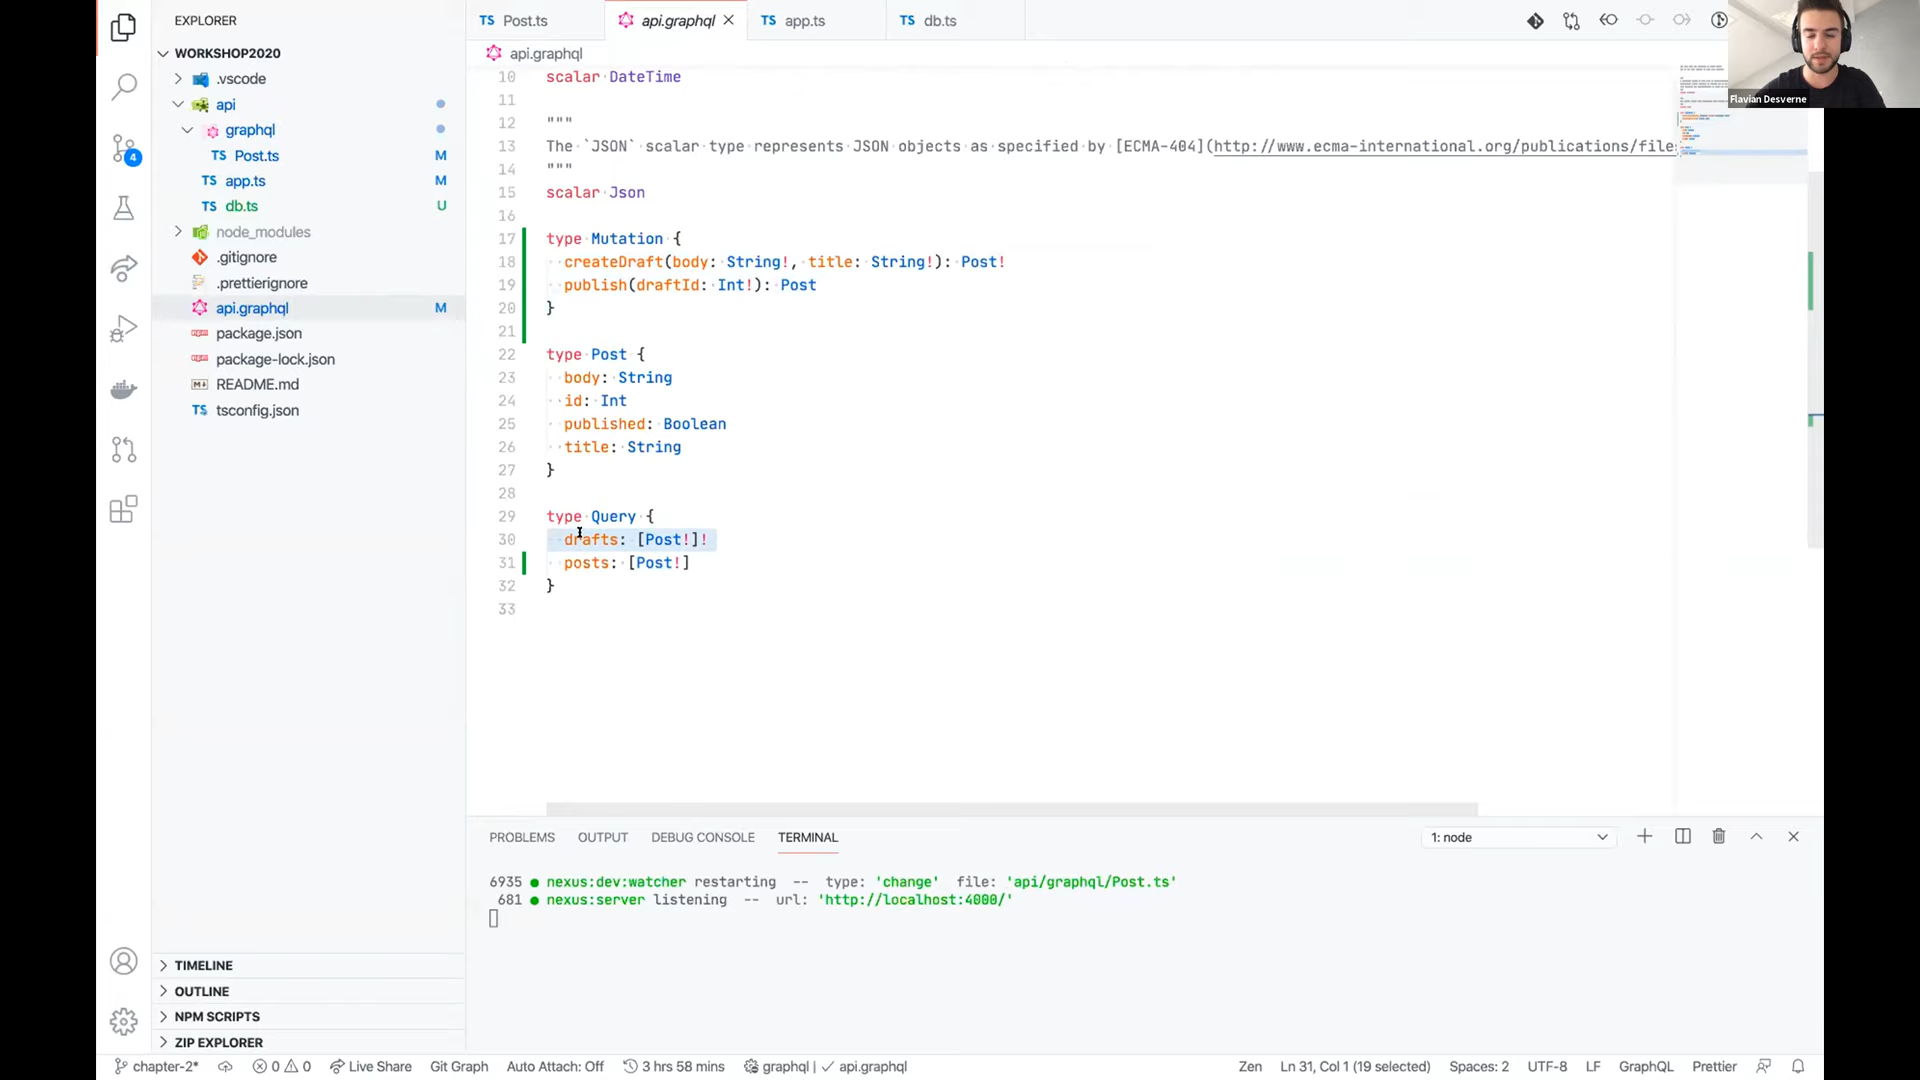 EXPLORER
WORKSHOP2020
.vscode
api
graphql
Post.ts M
app.ts M
db.ts U
node_modules
.gitignore
.prettierignore
api.graphql M
package.json
package-lock.json
README.md
tsconfig.json
TIMELINE
OUTLINE
NPM SCRIPTS
ZIP EXPLORER
4
TS Post.ts
api.graphql
TS app.ts
TS db.ts
api.graphql
10 scalar DateTime
11
12 """
13 The `JSON` scalar type represents JSON objects as specified by [ECMA-404](http://www.ecma-international.org/publications/file
14 """
15 scalar Json
16
17 type Mutation {
18 createDraft(body: String!, title: String!): Post!
19 publish(draftId: Int!): Post
20 }
21
22 type Post {
23 body: String
24 id: Int
25 published: Boolean
26 title: String
27 }
28
29 type Query {
30 drafts: [Post!]!
31 posts: [Post!]
32 }
33
Flavian Desverne
PROBLEMS OUTPUT DEBUG CONSOLE TERMINAL
1: node
6935 ● nexus:dev:watcher restarting -- type: 'change' file: 'api/graphql/Post.ts'
681 ● nexus:server listening -- url: 'http://localhost:4000/'
chapter-2* 0 0 Live Share Git Graph Auto Attach: Off 3 hrs 58 mins graphql | ✓ api.graphql Zen Ln 31, Col 1 (19 selected) Spaces: 2 UTF-8 LF GraphQL Prettier